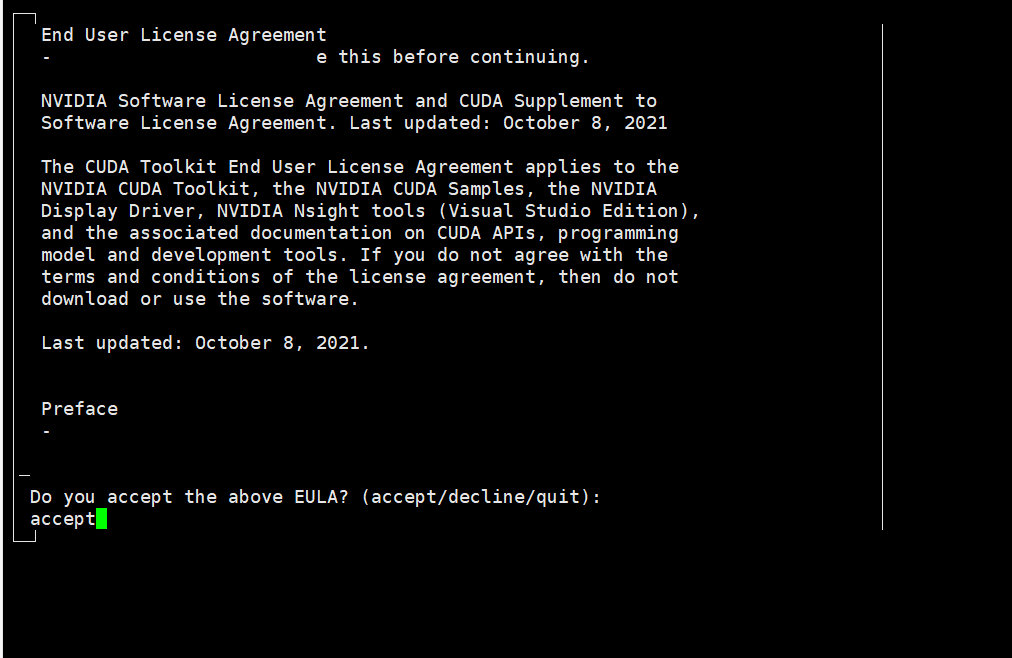 End User License Agreement
- e this before continuing.
NVIDIA Software License Agreement and CUDA Supplement to
Software License Agreement. Last updated: October 8, 2021
The CUDA Toolkit End User License Agreement applies to the
NVIDIA CUDA Toolkit, the NVIDIA CUDA Samples, the NVIDIA
Display Driver, NVIDIA Nsight tools (Visual Studio Edition),
and the associated documentation on CUDA APIs, programming
model and development tools. If you do not agree with the
terms and conditions of the license agreement, then do not
download or use the software.
Last updated: October 8, 2021.
Preface
-
Do you accept the above EULA? (accept/decline/quit):
accept